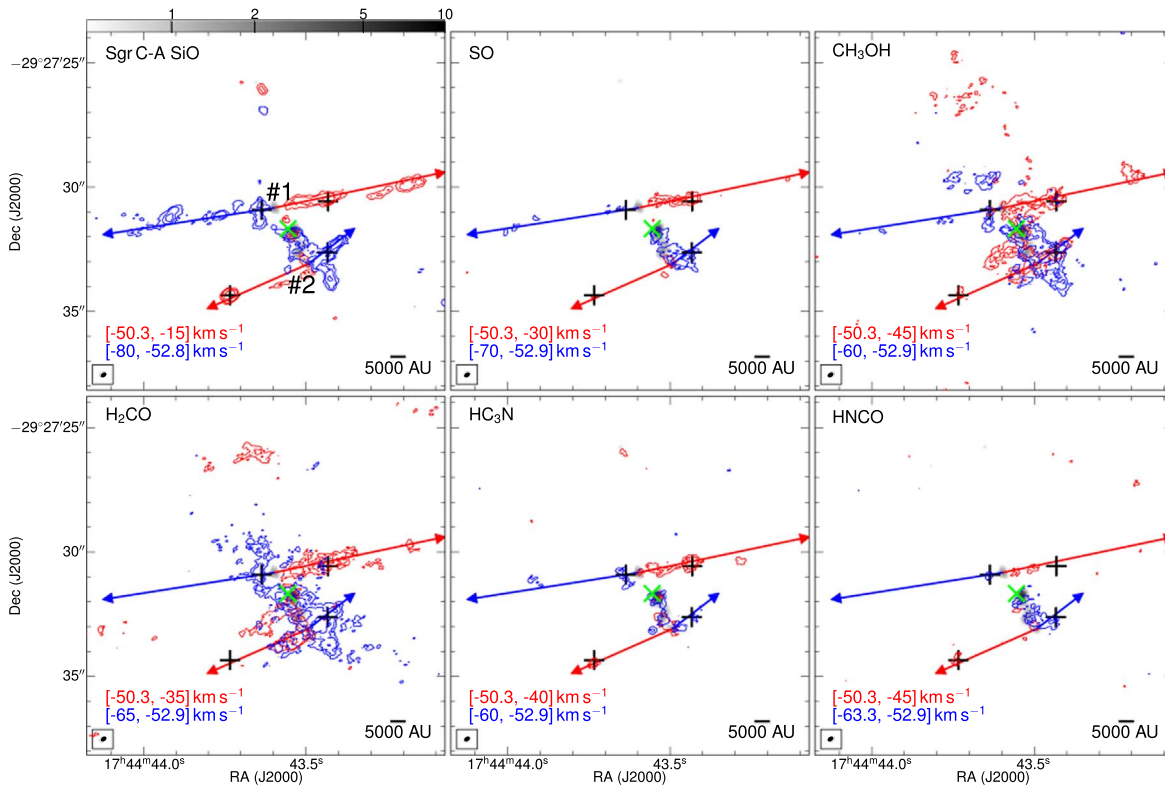 1 2 5 10
Sgr C-A SiO
SO
CH₃OH
−29°27′25″
30″
35″
Dec (J2000)
#1
#2
[-50.3, -15] km s⁻¹
[-80, -52.8] km s⁻¹
5000 AU
[-50.3, -30] km s⁻¹
[-70, -52.9] km s⁻¹
5000 AU
[-50.3, -45] km s⁻¹
[-60, -52.9] km s⁻¹
5000 AU
H₂CO
HC₃N
HNCO
−29°27′25″
30″
35″
Dec (J2000)
[-50.3, -35] km s⁻¹
[-65, -52.9] km s⁻¹
5000 AU
[-50.3, -40] km s⁻¹
[-60, -52.9] km s⁻¹
5000 AU
[-50.3, -45] km s⁻¹
[-63.3, -52.9] km s⁻¹
5000 AU
17ʰ44ᵐ44.0ˢ 43.5ˢ
RA (J2000)
17ʰ44ᵐ44.0ˢ 43.5ˢ
RA (J2000)
17ʰ44ᵐ44.0ˢ 43.5ˢ
RA (J2000)